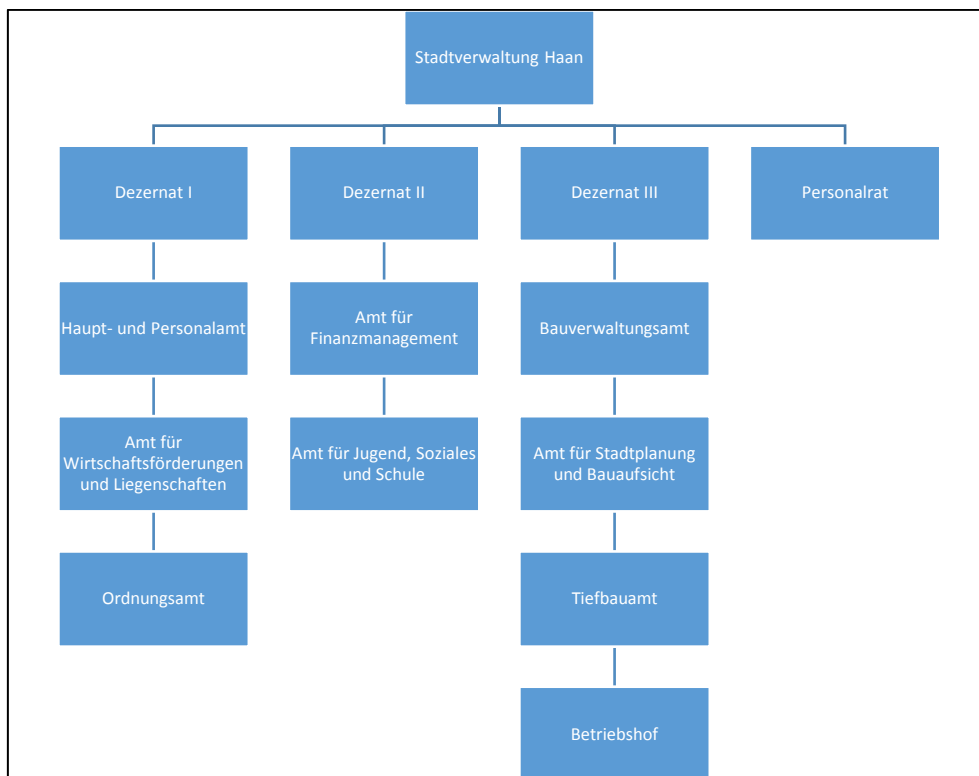 Stadtverwaltung Haan
Dezernat I
Dezernat II
Dezernat III
Personalrat
Haupt- und Personalamt
Amt für
Finanzmanagement
Bauverwaltungsamt
Amt für
Wirtschaftsförderungen
und Liegenschaften
Amt für Jugend, Soziales
und Schule
Amt für Stadtplanung
und Bauaufsicht
Ordnungsamt
Tiefbauamt
Betriebshof